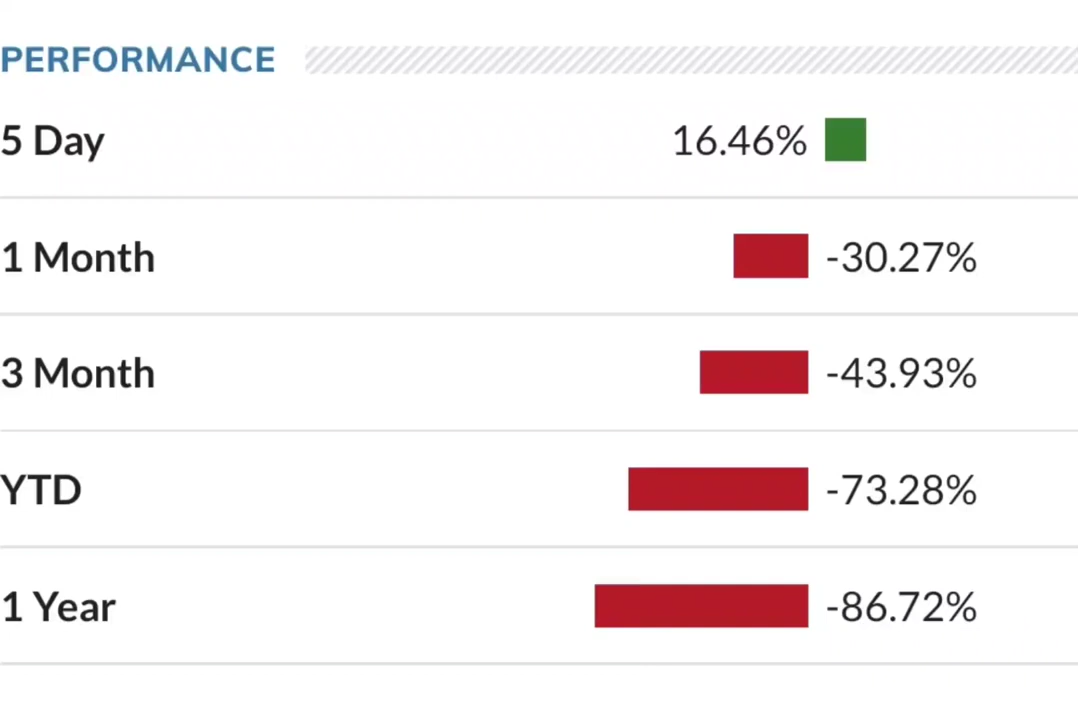 PERFORMANCE
5 Day 16.46%
1 Month -30.27%
3 Month -43.93%
YTD -73.28%
1 Year -86.72%